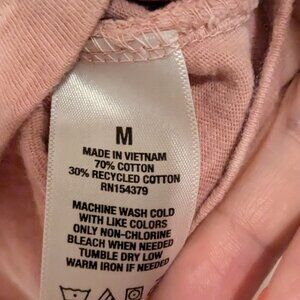 M
MADE IN VIETNAM
70% COTTON
30% RECYCLED COTTON
RN154379
MACHINE WASH COLD
WITH LIKE COLORS
ONLY NON-CHLORINE
BLEACH WHEN NEEDED
TUMBLE DRY LOW
WARM IRON IF NEEDED